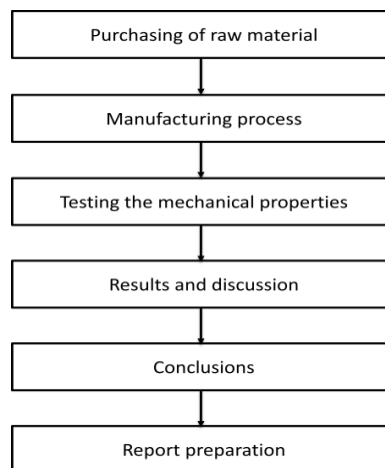 Purchasing of raw material
Manufacturing process
Testing the mechanical properties
Results and discussion
Conclusions
Report preparation